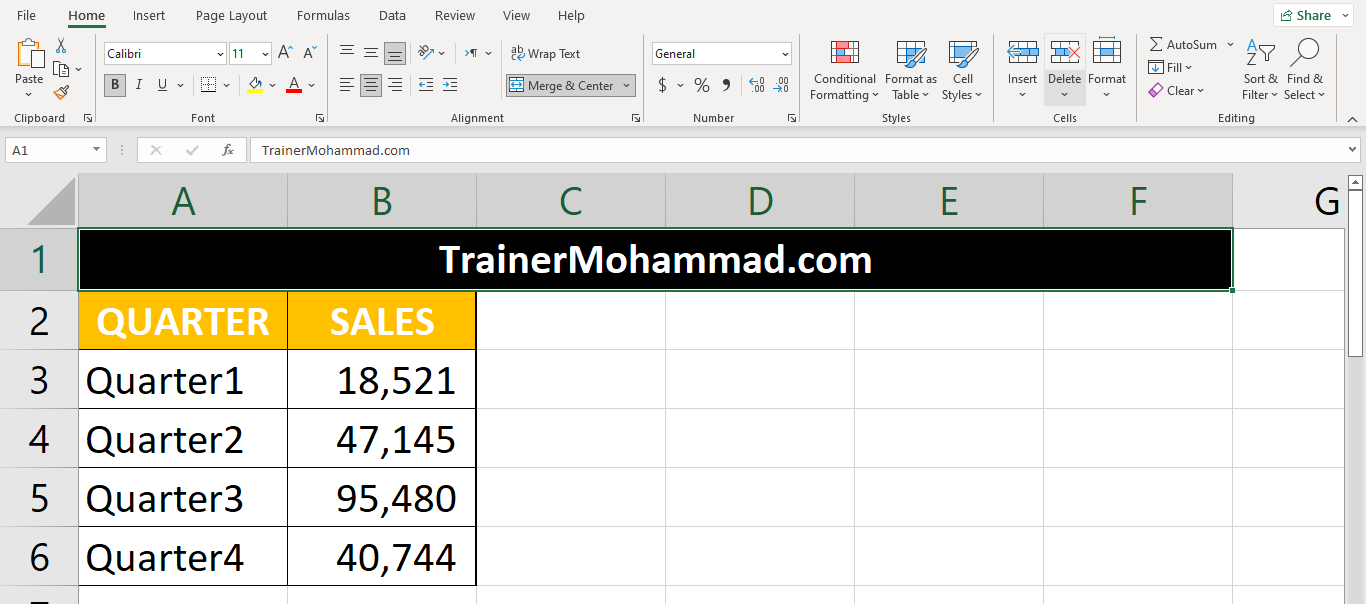 File Home Insert Page Layout Formulas Data Review View Help Share
Paste
Clipboard
Calibri 11 A A
B I U A
Font
ab Wrap Text
Merge & Center
Alignment
General
$ % , .00 .00
Number
Conditional Formatting
Format as Table
Cell Styles
Styles
Insert Delete Format
Cells
AutoSum
Fill
Clear
Sort & Filter
Find & Select
Editing
A1 fx TrainerMohammad.com
A B C D E F G
1 TrainerMohammad.com
2 QUARTER SALES
3 Quarter1 18,521
4 Quarter2 47,145
5 Quarter3 95,480
6 Quarter4 40,744